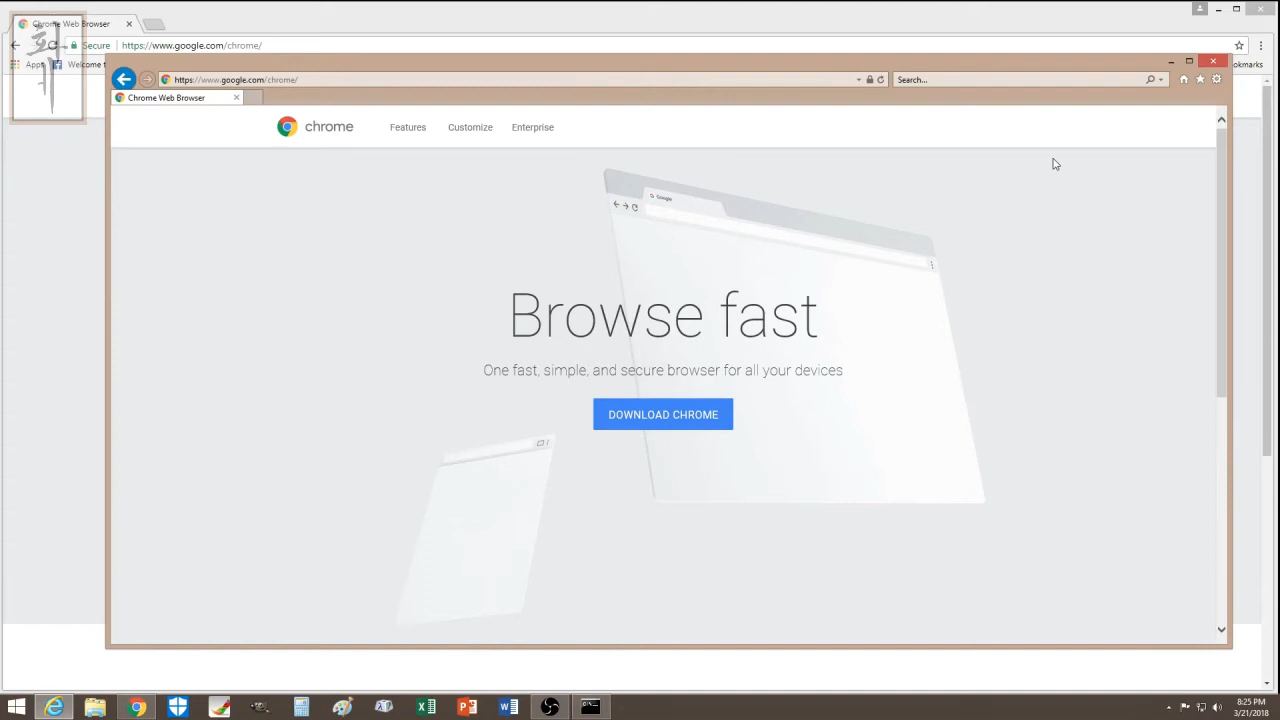 Chrome Web Browser
Secure
https://www.google.com/chrome/
Apps
Welcome t
okmarks
https://www.google.com/chrome/
Search...
Chrome Web Browser
chrome
Features
Customize
Enterprise
Google
Browse fast
One fast, simple, and secure browser for all your devices
DOWNLOAD CHROME
8:25 PM
3/21/2018